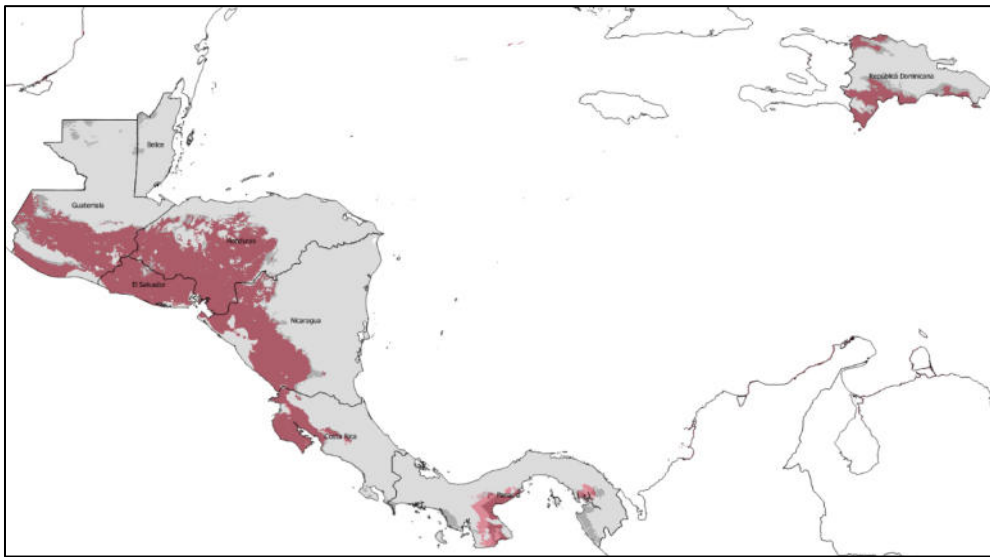 República Dominicana
Belice
Guatemala
Honduras
El Salvador
Nicaragua
Costa Rica
Panamá